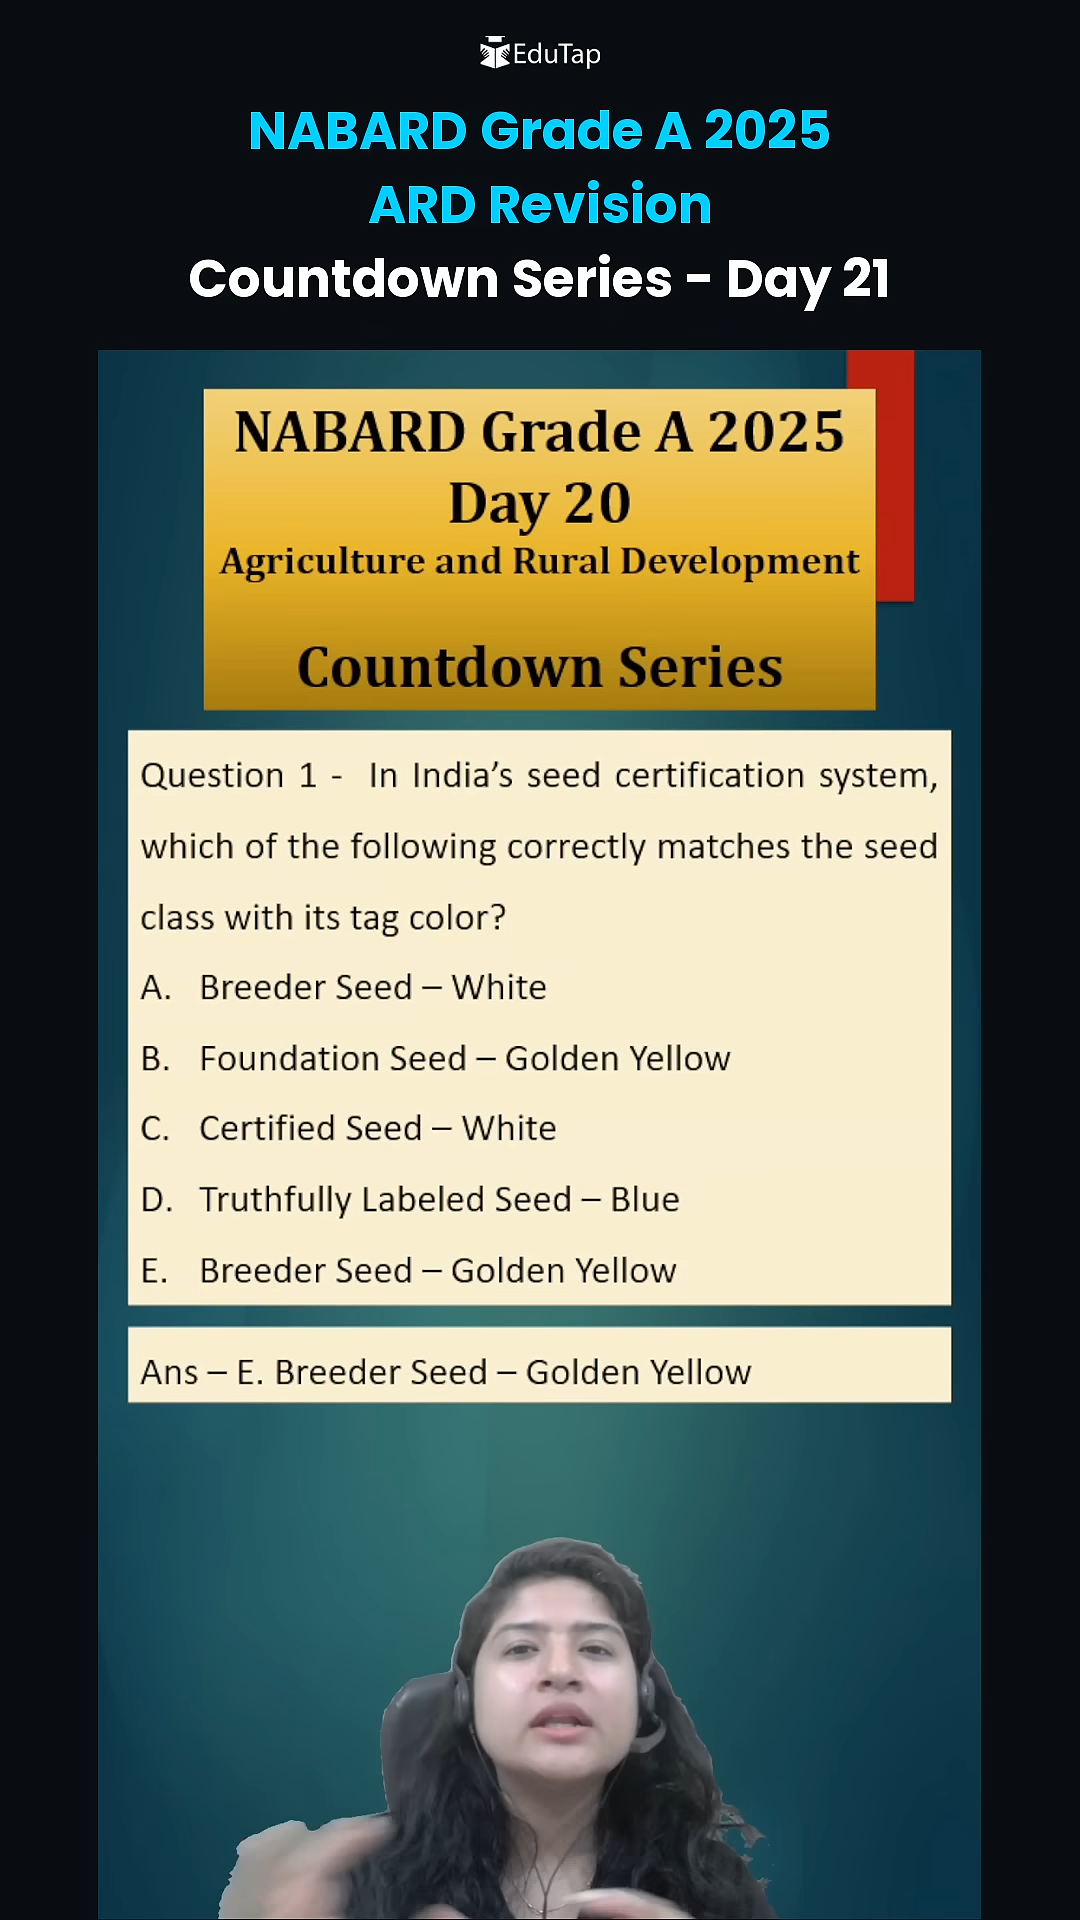 EduTap
NABARD Grade A 2025
ARD Revision
Countdown Series - Day 21
NABARD Grade A 2025
Day 20
Agriculture and Rural Development
Countdown Series
Question 1 - In India’s seed certification system,
which of the following correctly matches the seed
class with its tag color?
A. Breeder Seed – White
B. Foundation Seed – Golden Yellow
C. Certified Seed – White
D. Truthfully Labeled Seed – Blue
E. Breeder Seed – Golden Yellow
Ans – E. Breeder Seed – Golden Yellow